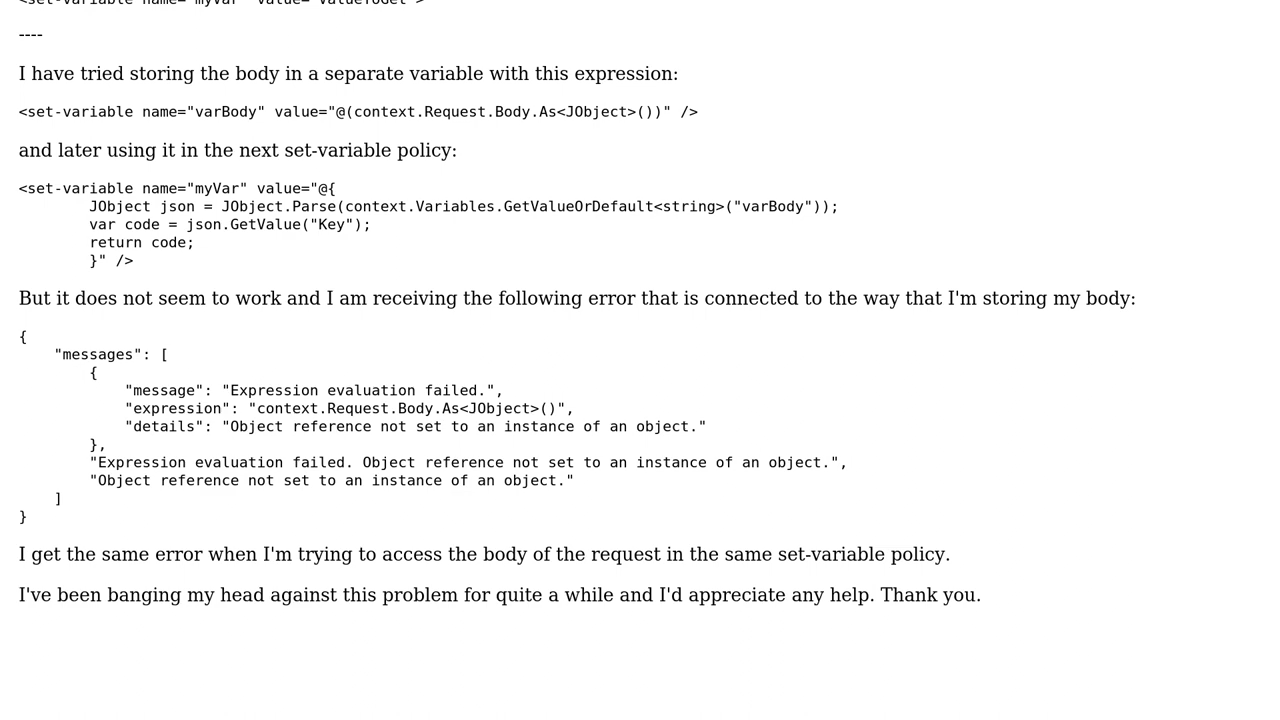 <set-variable name="myVar" value="ValueToGet">
----
I have tried storing the body in a separate variable with this expression:
<set-variable name="varBody" value="@(context.Request.Body.As<JObject>())" />
and later using it in the next set-variable policy:
<set-variable name="myVar" value="@{
        JObject json = JObject.Parse(context.Variables.GetValueOrDefault<string>("varBody"));
        var code = json.GetValue("Key");
        return code;
        }" />
But it does not seem to work and I am receiving the following error that is connected to the way that I'm storing my body:
{
    "messages": [
        {
            "message": "Expression evaluation failed.",
            "expression": "context.Request.Body.As<JObject>()",
            "details": "Object reference not set to an instance of an object."
        },
        "Expression evaluation failed. Object reference not set to an instance of an object.",
        "Object reference not set to an instance of an object."
    ]
}
I get the same error when I'm trying to access the body of the request in the same set-variable policy.
I've been banging my head against this problem for quite a while and I'd appreciate any help. Thank you.